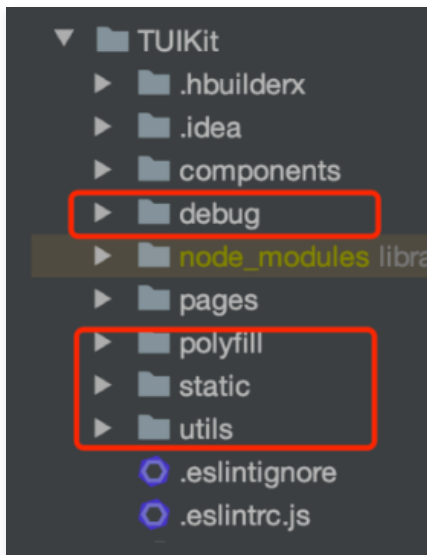 TUIKit
.hbuilderx
.idea
components
debug
node_modules libra
pages
polyfill
static
utils
.eslintignore
.eslintrc.js